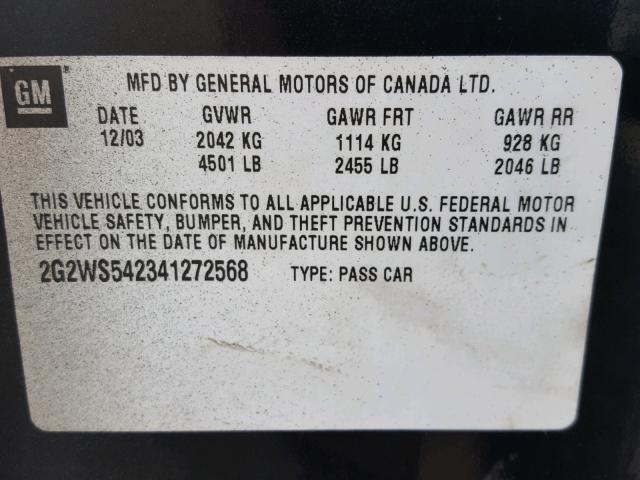 GM
MFD BY GENERAL MOTORS OF CANADA LTD.
DATE GVWR GAWR FRT GAWR RR
12/03 2042 KG 1114 KG 928 KG
4501 LB 2455 LB 2046 LB
THIS VEHICLE CONFORMS TO ALL APPLICABLE U.S. FEDERAL MOTOR
VEHICLE SAFETY, BUMPER, AND THEFT PREVENTION STANDARDS IN
EFFECT ON THE DATE OF MANUFACTURE SHOWN ABOVE.
2G2WS542341272568 TYPE: PASS CAR